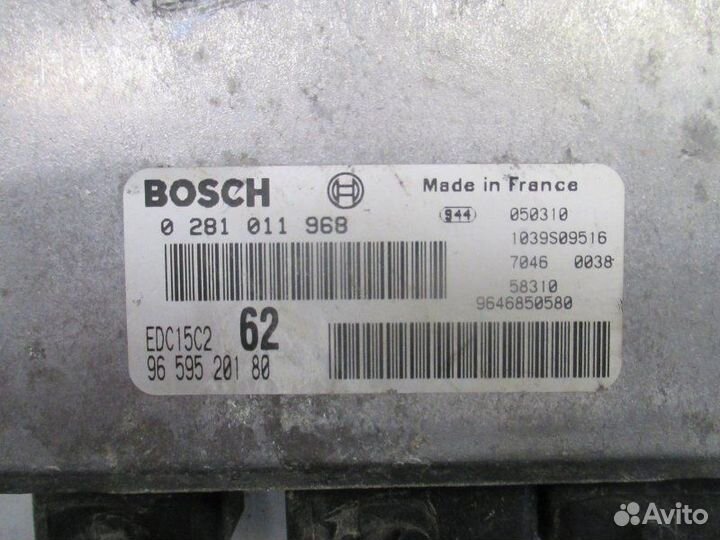 BOSCH
Made in France
0 281 011 968
944
050310
1039S09516
7046 0038
58310
9646850580
EDC15C2 62
96 595 201 80
Avito